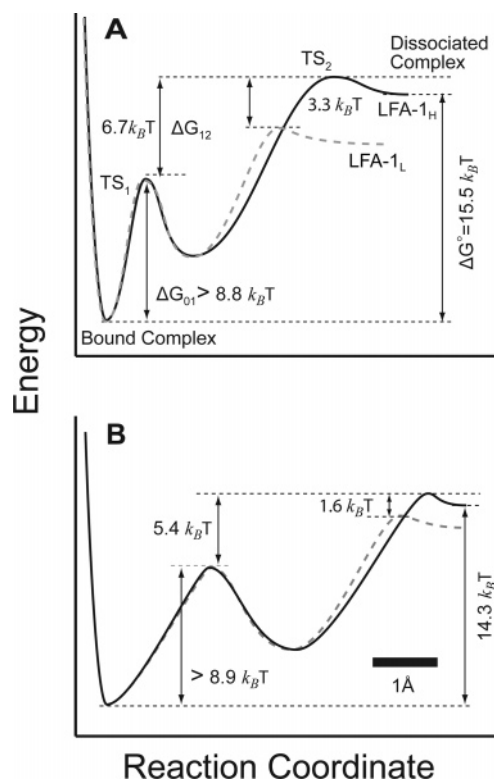 A
Dissociated Complex
TS2
6.7kBT
ΔG12
3.3 kBT
LFA-1H
LFA-1L
TS1
ΔG°=15.5 kBT
ΔG01> 8.8 kBT
Bound Complex
Energy
B
5.4 kBT
1.6 kBT
> 8.9 kBT
14.3 kBT
1Å
Reaction Coordinate